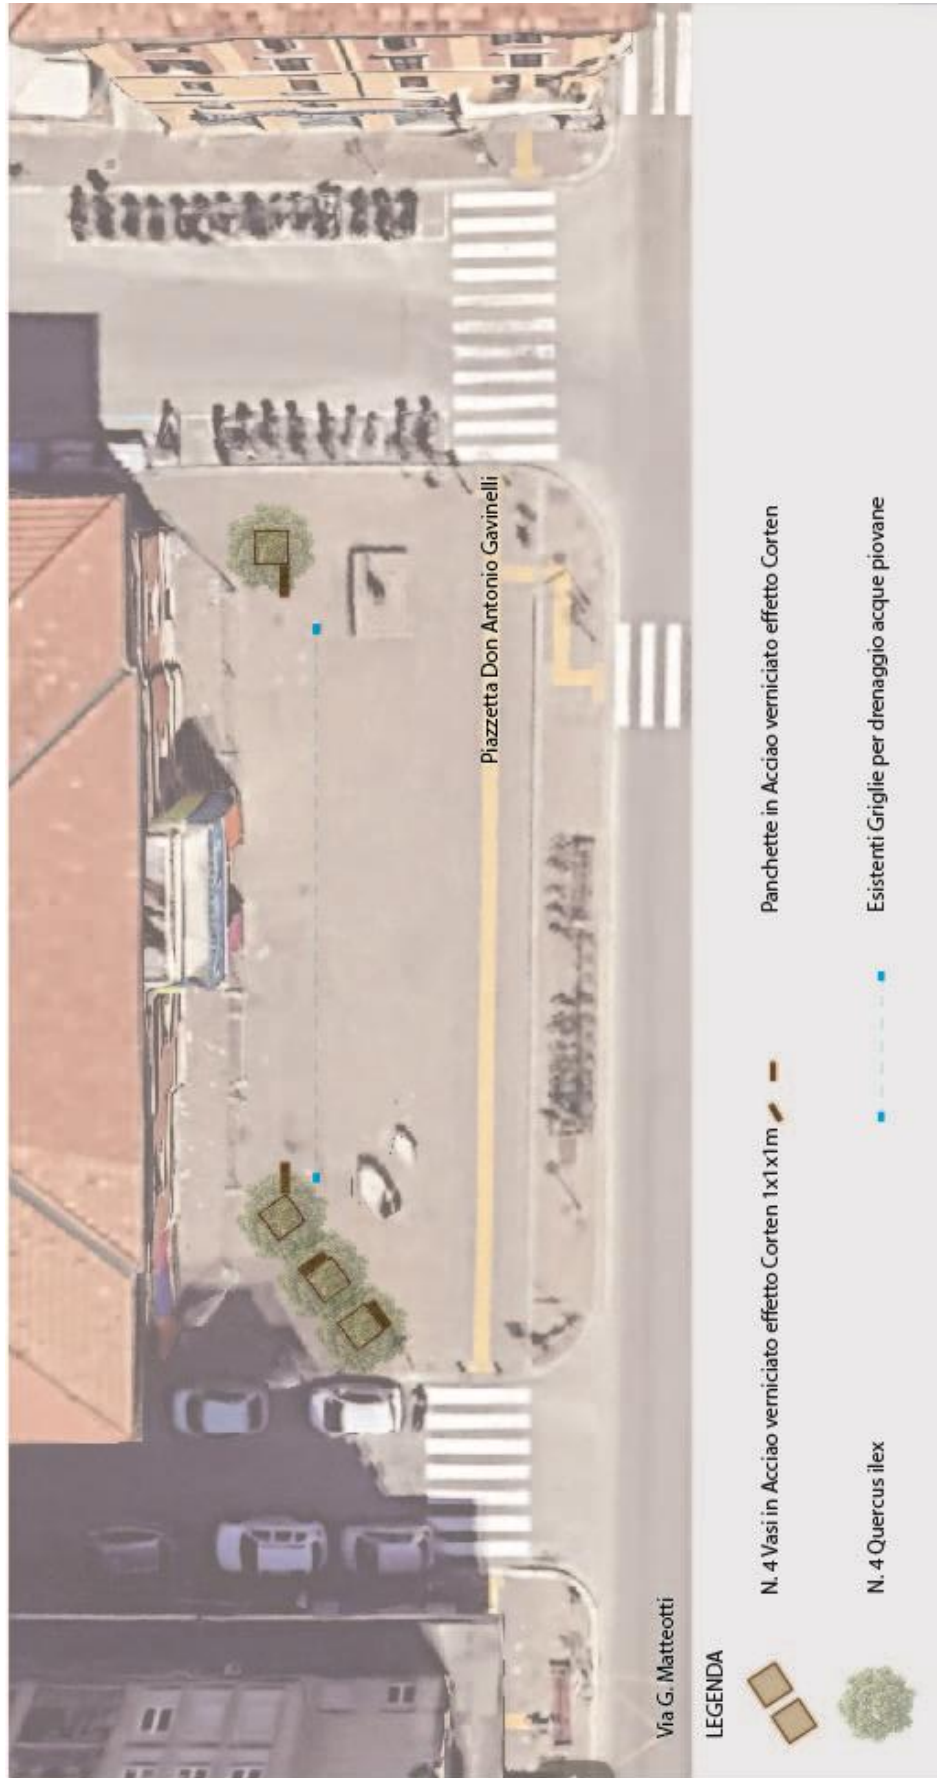 Piazzetta Don Antonio Gavinelli
Via G. Matteotti
LEGENDA
N. 4 Vasi in Acciao verniciato effetto Corten 1x1x1m
Panchette in Acciao verniciato effetto Corten
N. 4 Quercus ilex
Esistenti Griglie per drenaggio acque piovane